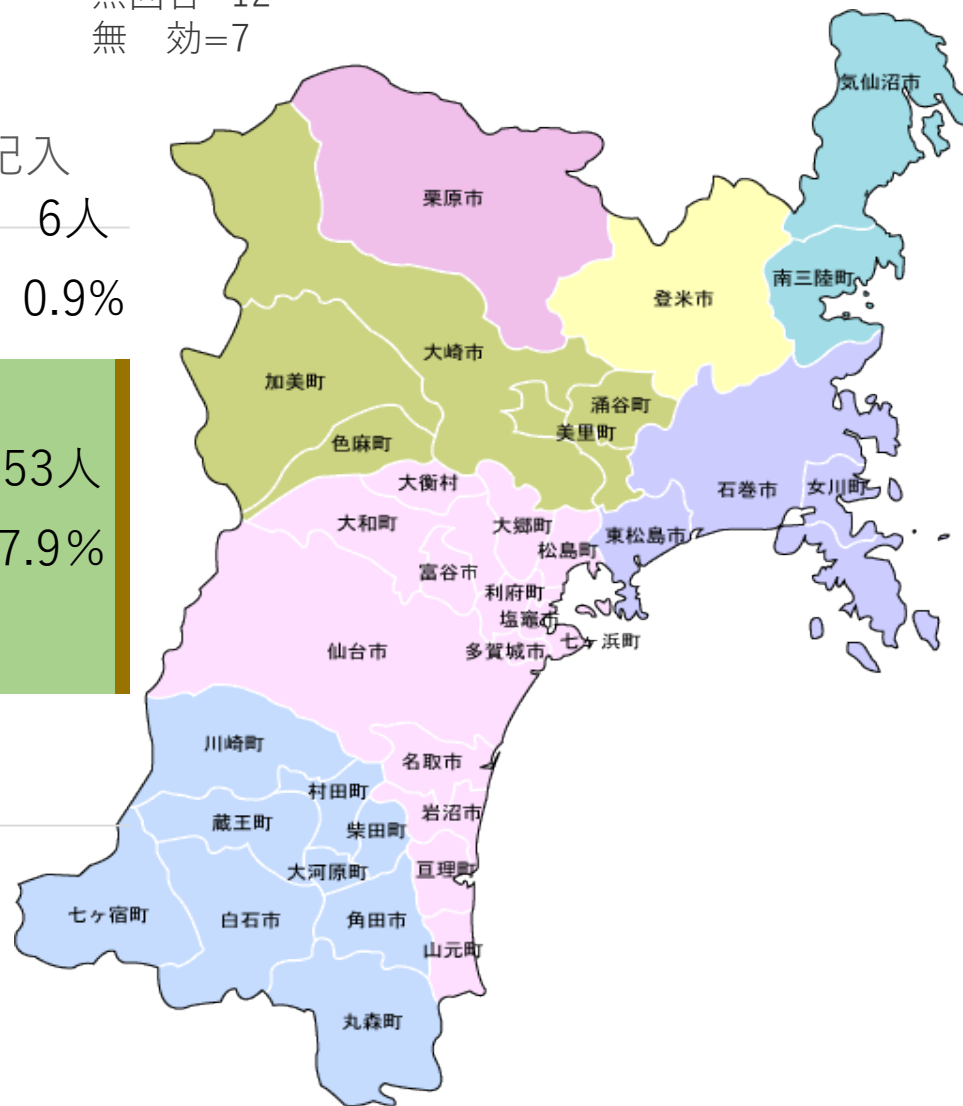 無回答=12
無　効=7
記入
6人
0.9%
53人
7.9%
気仙沼市
栗原市
南三陸町
登米市
大崎市
加美町
涌谷町
美里町
色麻町
大衡村
石巻市
女川町
大和町
大郷町
東松島市
松島町
富谷市
利府町
塩竈市
七ヶ浜町
仙台市
多賀城市
川崎町
名取市
村田町
岩沼市
蔵王町
柴田町
大河原町
亘理町
七ヶ宿町
白石市
角田市
山元町
丸森町